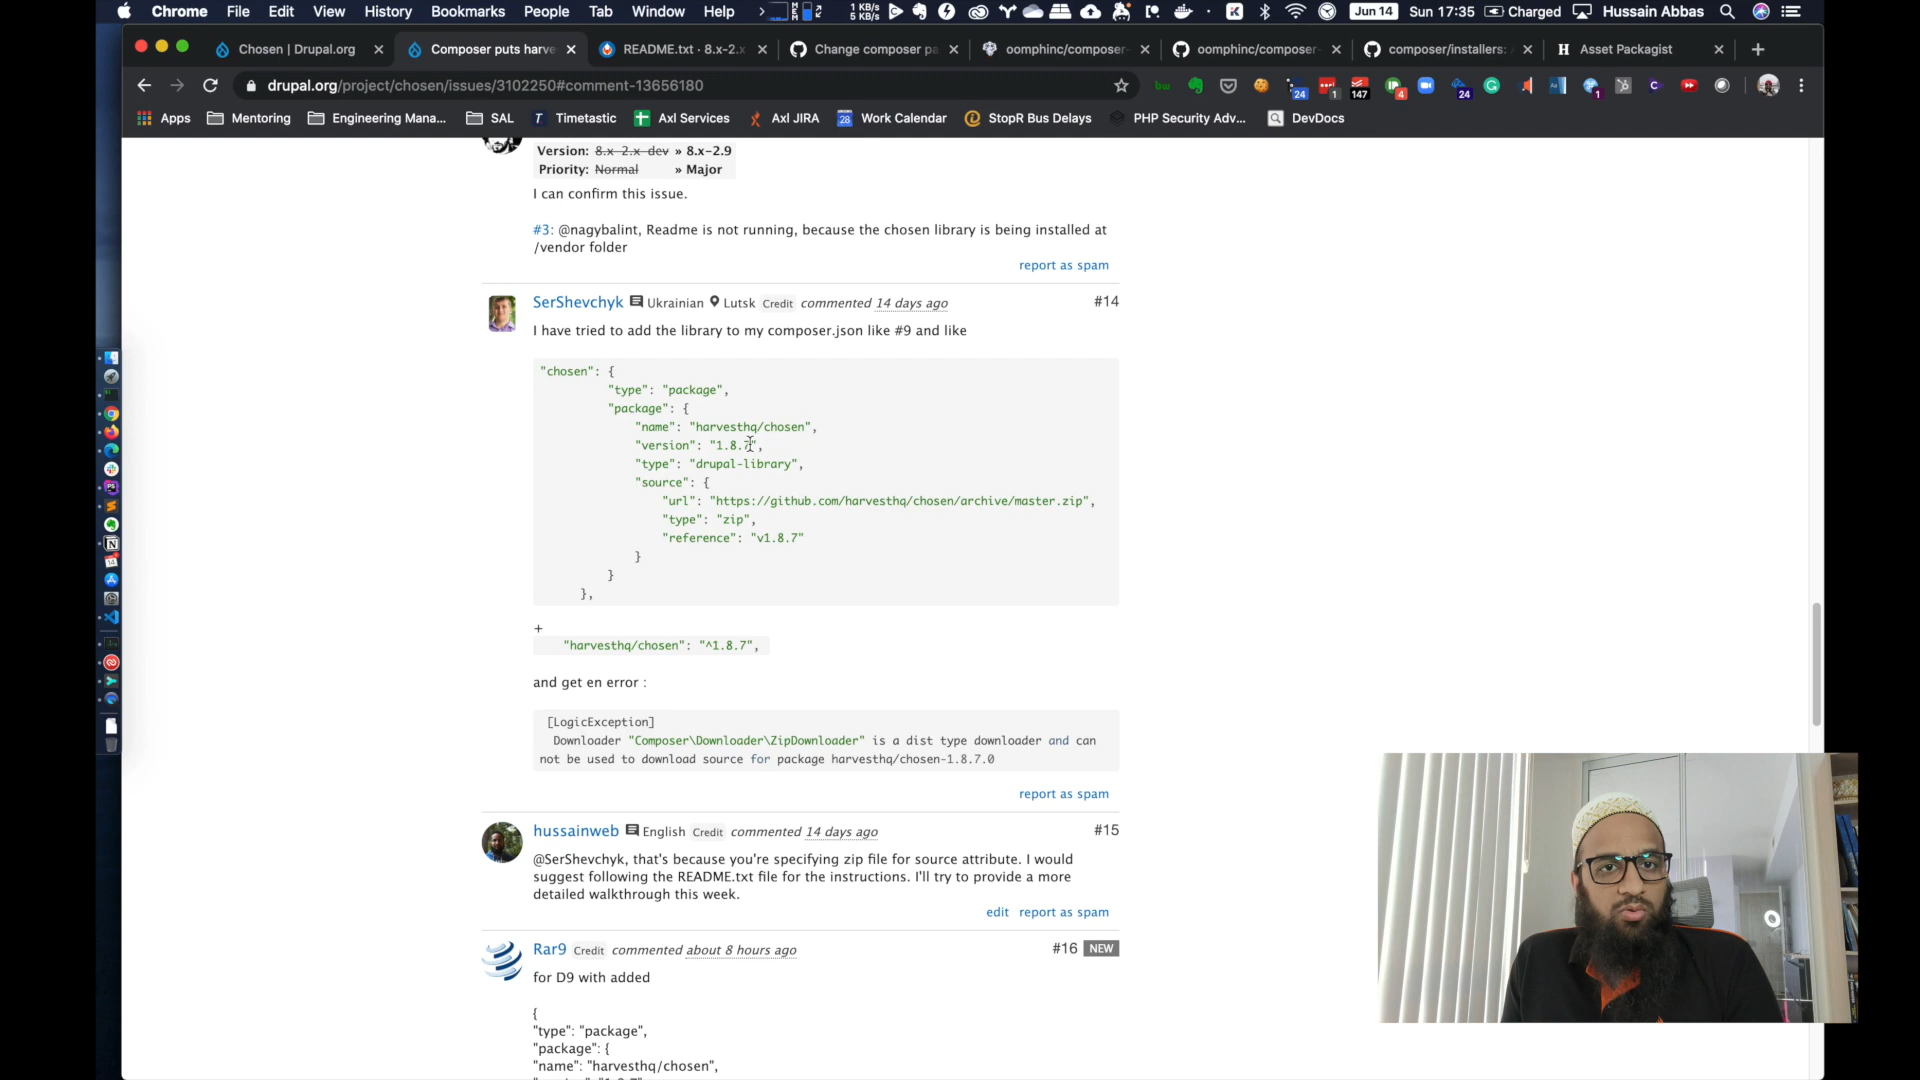 Chrome File Edit View History Bookmarks People Tab Window Help 1 KB/s 5 KB/s Jun 14 Sun 17:35 Charged Hussain Abbas
Chosen | Drupal.org Composer puts harve README.txt · 8.x-2.x Change composer pa oomphinc/composer- oomphinc/composer- composer/installers: Asset Packagist
drupal.org/project/chosen/issues/3102250#comment-13656180
Apps Mentoring Engineering Mana... SAL Timetastic Axl Services Axl JIRA Work Calendar StopR Bus Delays PHP Security Adv... DevDocs
Version: 8.x-2.x-dev » 8.x-2.9
Priority: Normal » Major
I can confirm this issue.
#3: @nagybalint, Readme is not running, because the chosen library is being installed at
/vendor folder
report as spam
SerShevchyk Ukrainian Lutsk Credit commented 14 days ago #14
I have tried to add the library to my composer.json like #9 and like
"chosen": {
"type": "package",
"package": {
"name": "harvesthq/chosen",
"version": "1.8.7",
"type": "drupal-library",
"source": {
"url": "https://github.com/harvesthq/chosen/archive/master.zip",
"type": "zip",
"reference": "v1.8.7"
}
}
},
+
"harvesthq/chosen": "^1.8.7",
and get en error :
[LogicException]
Downloader "Composer\Downloader\ZipDownloader" is a dist type downloader and can
not be used to download source for package harvesthq/chosen-1.8.7.0
report as spam
hussainweb English Credit commented 14 days ago #15
@SerShevchyk, that's because you're specifying zip file for source attribute. I would
suggest following the README.txt file for the instructions. I'll try to provide a more
detailed walkthrough this week.
edit report as spam
Rar9 Credit commented about 8 hours ago #16 NEW
for D9 with added
{
"type": "package",
"package": {
"name": "harvesthq/chosen",